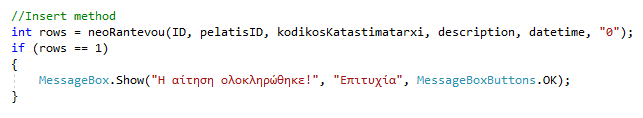 //Insert method
int rows = neoRantevou(ID, pelatisID, kodikosKatastimatarxi, description, datetime, "0");
if (rows == 1)
{
MessageBox.Show("Η αίτηση ολοκληρώθηκε!", "Επιτυχία", MessageBoxButtons.OK);
}